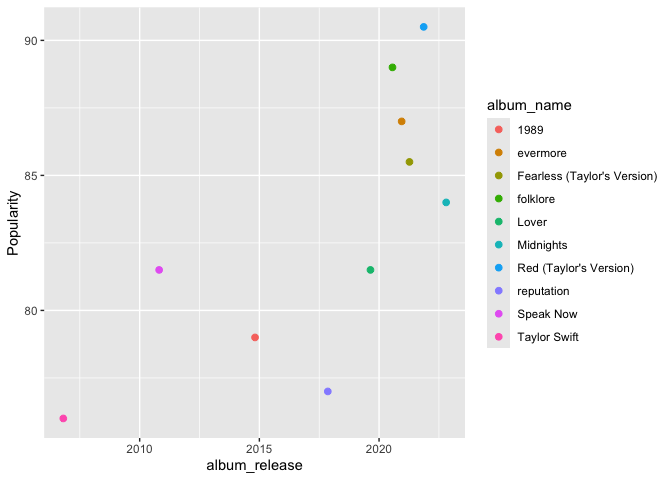 90
85
80
Popularity
2010 2015 2020
album_release
album_name
1989
evermore
Fearless (Taylor's Version)
folklore
Lover
Midnights
Red (Taylor's Version)
reputation
Speak Now
Taylor Swift